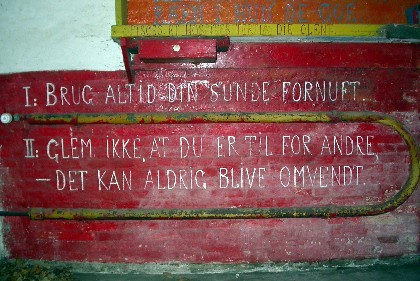 I: BRUG ALTID DIN SUNDE FORNUFT.
II: GLEM IKKE, AT DU ER TIL FOR ANDRE,
— DET KAN ALDRIG BLIVE OMVENDT.